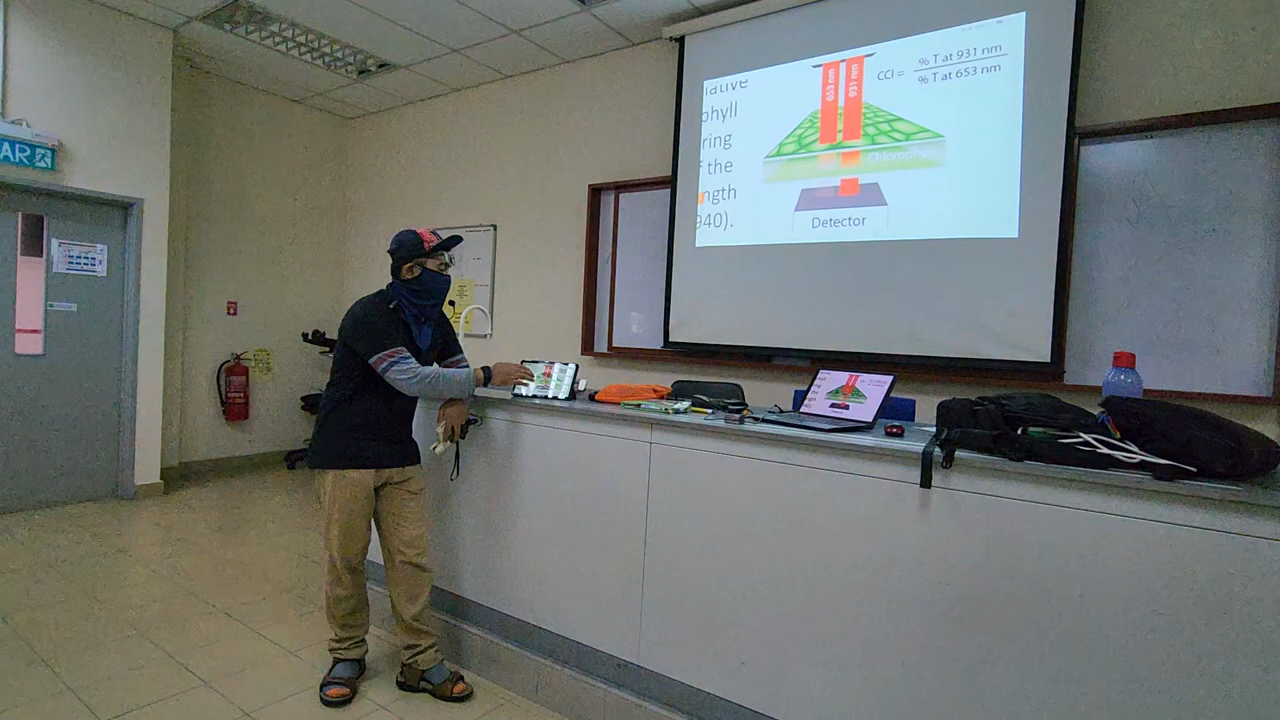 AR
lative
phyll
ring
f the
ngth
940).
653 nm
931 nm
CCI = % T at 931 nm
% T at 653 nm
Chloroph
Detector